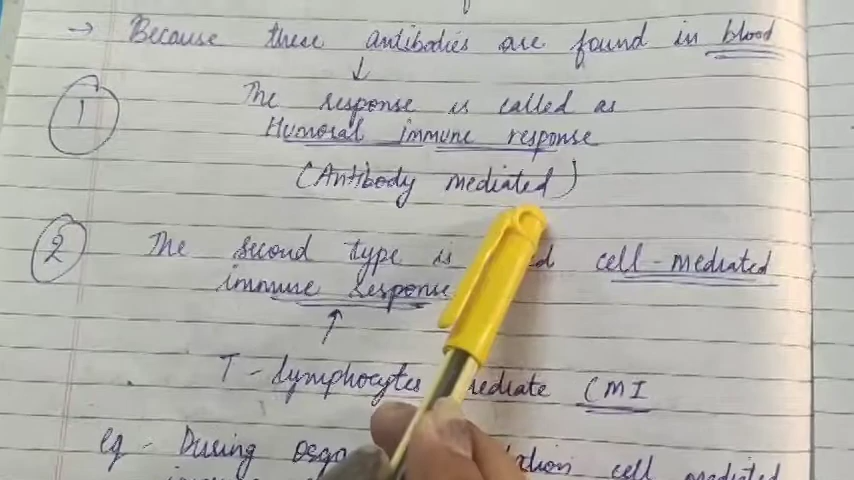 → Because these antibodies are found in blood
↓
1 The response is called as
Humoral immune response
(Antibody mediated)
2 The second type is cell-mediated
immune response
↑
T-lymphocytes mediate CMI
eg - During cell mediated